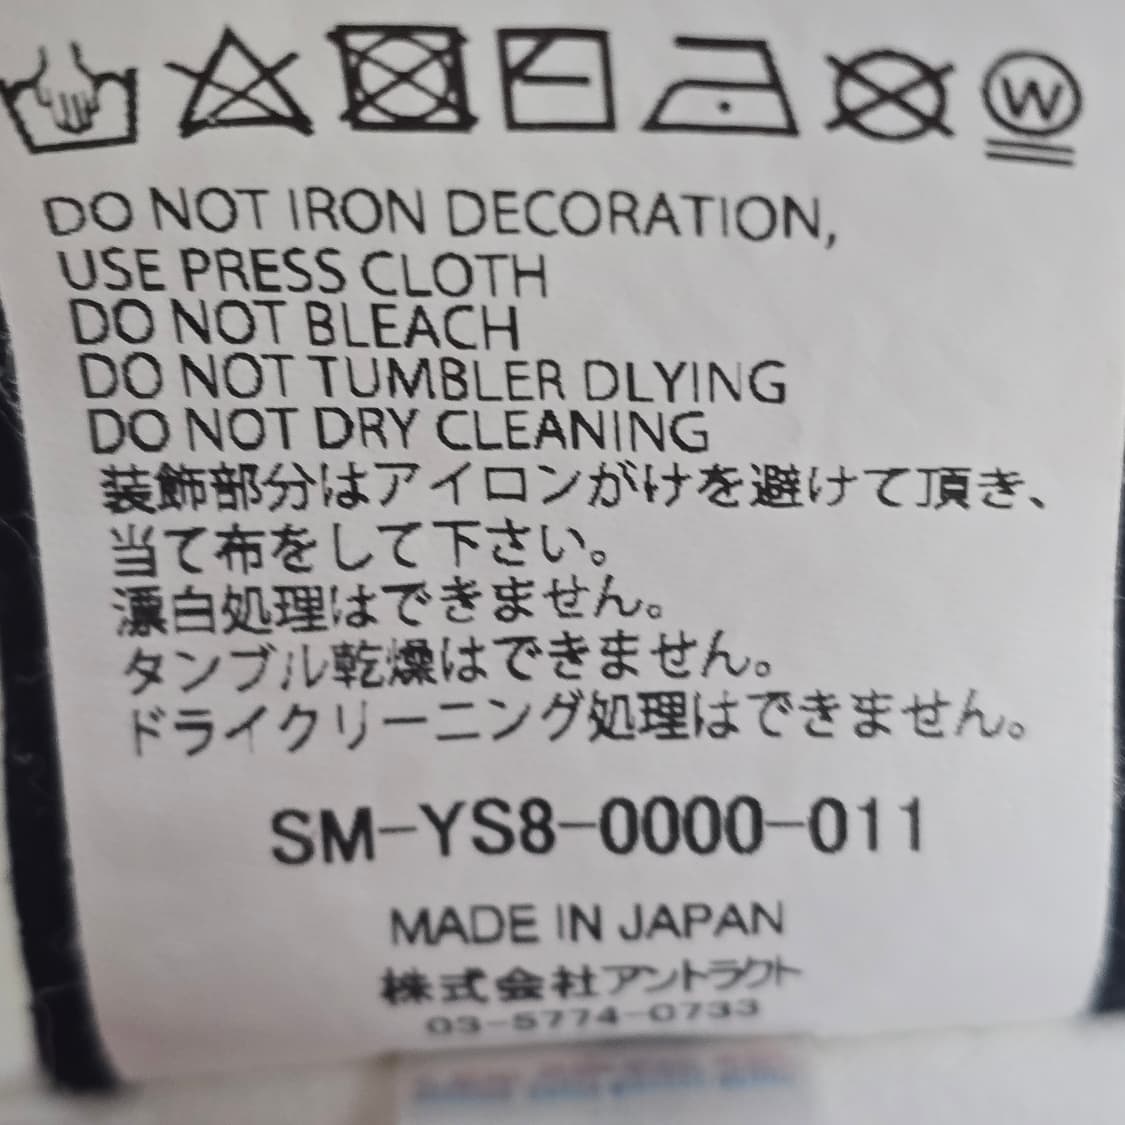 W
DO NOT IRON DECORATION,
USE PRESS CLOTH
DO NOT BLEACH
DO NOT TUMBLER DLYING
DO NOT DRY CLEANING
装飾部分はアイロンがけを避けて頂き、
当て布をして下さい。
漂白処理はできません。
タンブル乾燥はできません。
ドライクリーニング処理はできません。
SM-YS8-0000-011
MADE IN JAPAN
株式会社アントラクト
03-5774-0733